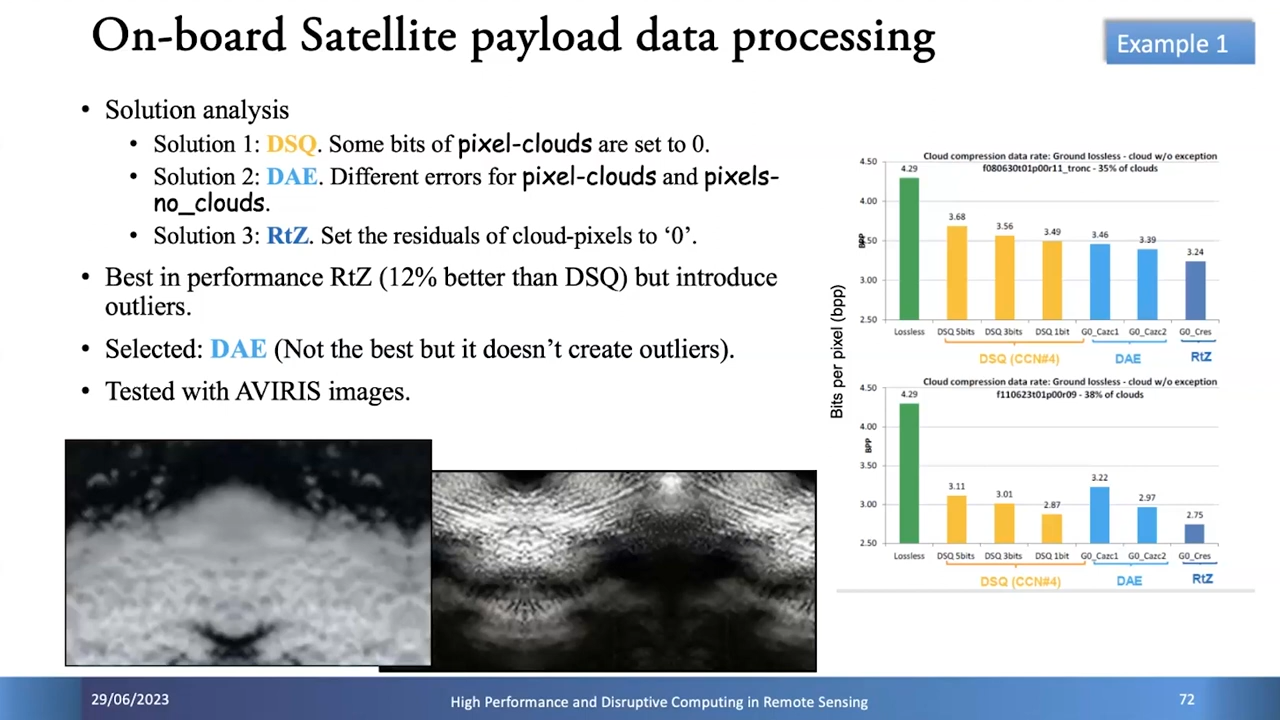 On-board Satellite payload data processing
Example 1
• Solution analysis
• Solution 1: DSQ. Some bits of pixel-clouds are set to 0.
• Solution 2: DAE. Different errors for pixel-clouds and pixels-
no_clouds.
• Solution 3: RtZ. Set the residuals of cloud-pixels to ‘0’.
• Best in performance RtZ (12% better than DSQ) but introduce
outliers.
• Selected: DAE (Not the best but it doesn’t create outliers).
• Tested with AVIRIS images.
Bits per pixel (bpp)
Cloud compression data rate: Ground lossless - cloud w/o exception
f080630t01p00r11_tronc - 35% of clouds
4.50
4.00
3.50
3.00
2.50
BPP
4.29
3.68
3.56
3.49
3.46
3.39
3.24
Lossless DSQ 5bits DSQ 3bits DSQ 1bit G0_Cazc1 G0_Cazc2 G0_Cres
DSQ (CCN#4) DAE RtZ
Cloud compression data rate: Ground lossless - cloud w/o exception
f110623t01p00r09 - 38% of clouds
4.50
4.00
3.50
3.00
2.50
BPP
4.29
3.11
3.01
2.87
3.22
2.97
2.75
Lossless DSQ 5bits DSQ 3bits DSQ 1bit G0_Cazc1 G0_Cazc2 G0_Cres
DSQ (CCN#4) DAE RtZ
29/06/2023
High Performance and Disruptive Computing in Remote Sensing
72